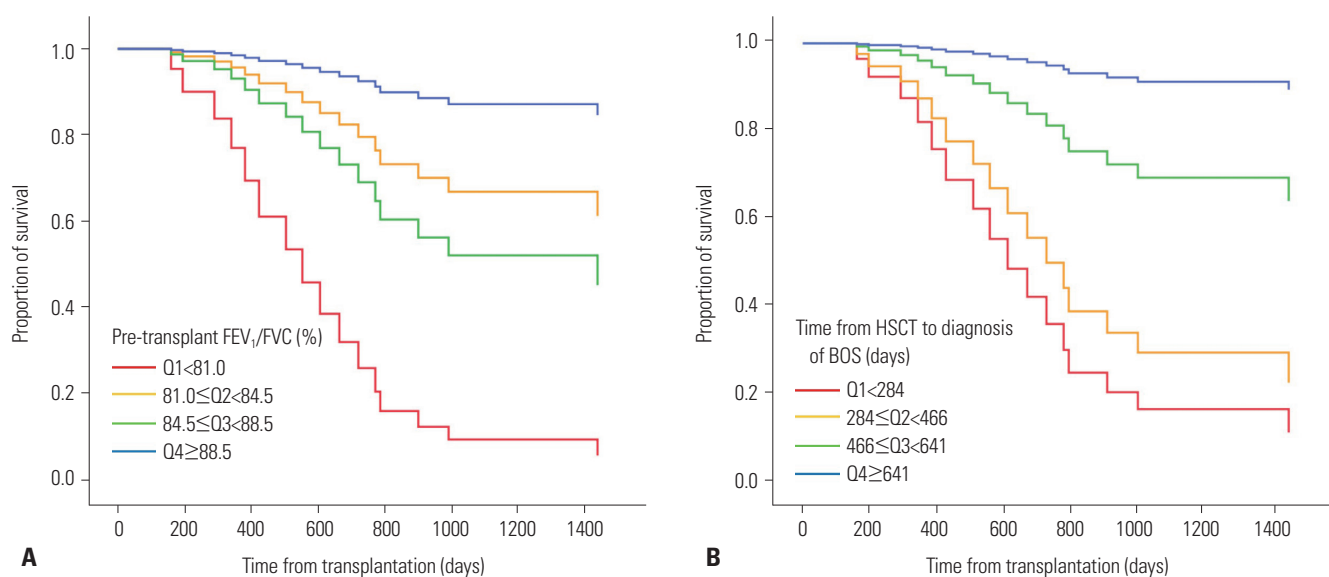 1.0
0.8
0.6
0.4
0.2
0.0
Proportion of survival
Pre-transplant FEV₁/FVC (%)
Q1<81.0
81.0≤Q2<84.5
84.5≤Q3<88.5
Q4≥88.5
0 200 400 600 800 1000 1200 1400
Time from transplantation (days)
A
1.0
0.8
0.6
0.4
0.2
0.0
Proportion of survival
Time from HSCT to diagnosis
of BOS (days)
Q1<284
284≤Q2<466
466≤Q3<641
Q4≥641
0 200 400 600 800 1000 1200 1400
Time from transplantation (days)
B